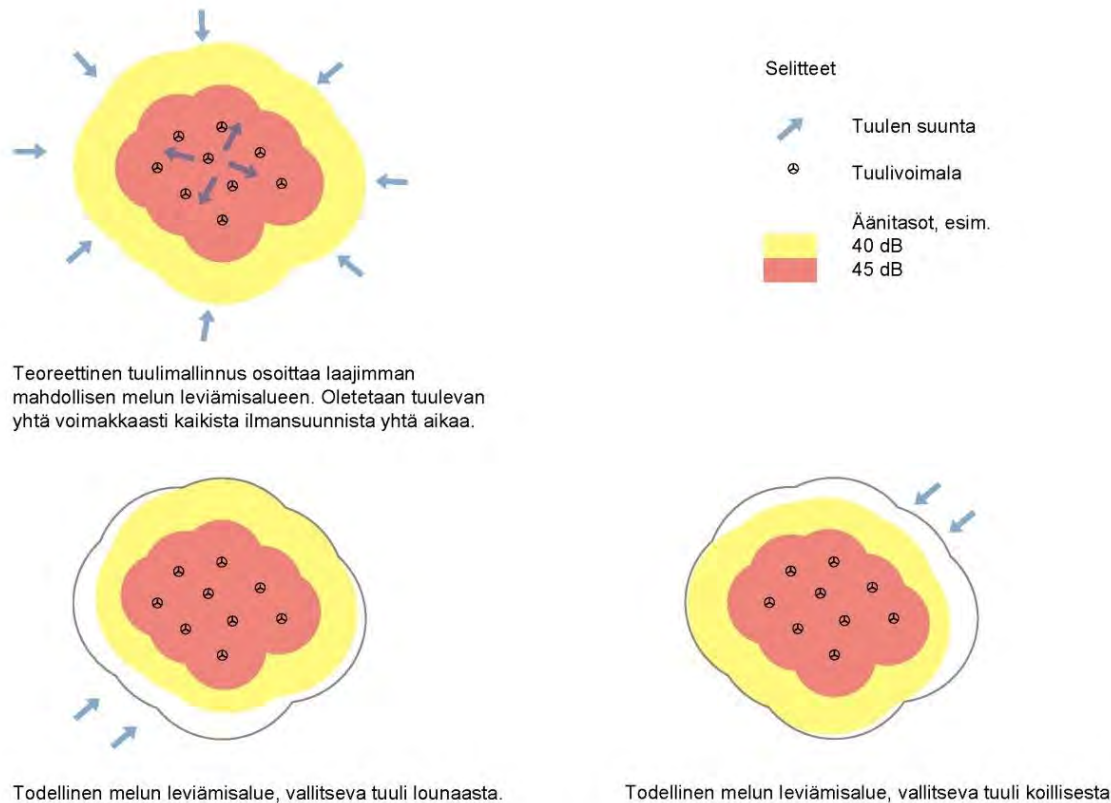 Selitteet
Tuulen suunta
Tuulivoimala
Äänitasot, esim.
40 dB
45 dB
Teoreettinen tuulimallinnus osoittaa laajimman
mahdollisen melun leviämisalueen. Oletetaan tuulevan
yhtä voimakkaasti kaikista ilmansuunnista yhtä aikaa.
Todellinen melun leviämisalue, vallitseva tuuli lounaasta.
Todellinen melun leviämisalue, vallitseva tuuli koillisesta